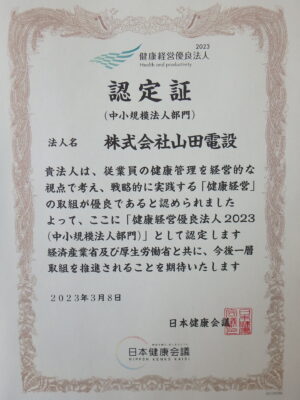 2023
健康経営優良法人
Health and productivity
認定証
(中小規模法人部門)
法人名 株式会社山田電設
貴法人は、従業員の健康管理を経営的な
視点で考え、戦略的に実践する「健康経営」
の取組が優良であると認められました
よって、ここに「健康経営優良法人2023
(中小規模法人部門)」として認定します
経済産業省及び厚生労働省と共に、今後一層
取組を推進されることを期待いたします
2023年3月8日
日本健康会議
日本健康会議
NIPPON KENKO KAIGI